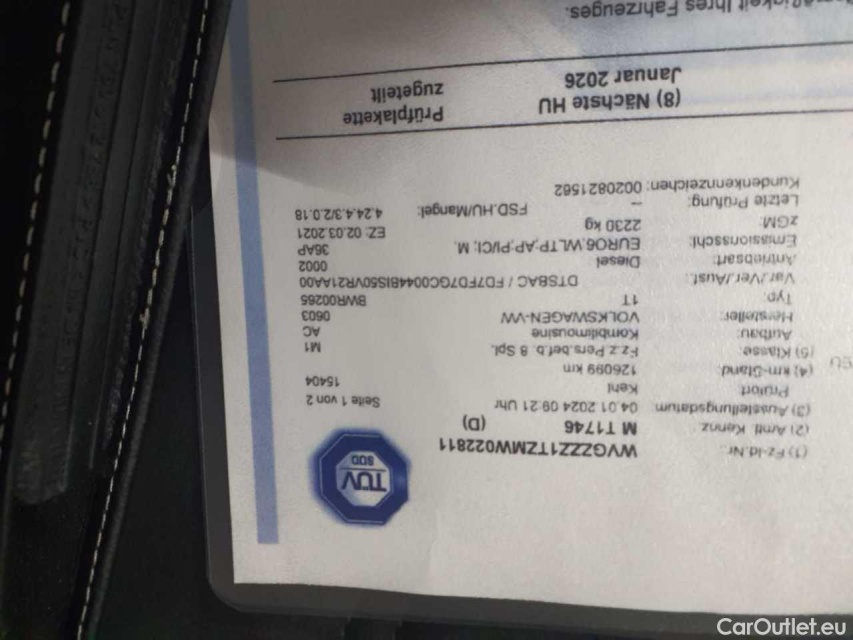 TÜV
SÜD
(1) Fz-Id.Nr. WVGZZZ1TZMW022811
(2) Amtl. Kennz. M T1746 (D)
(3) Ausstellungsdatum 04.01.2024 09:21 Uhr Seite 1 von 2
Prüfort Kehl 15404
(4) km-Stand: 126099 km
(5) Klasse: Fz.z.Pers.bef.b. 8 Spl. M1
Aufbau: Kombilimousine AC
Hersteller: VOLKSWAGEN-VW 0603
Typ: 1T BWR00265
Var./Ver./Ausf.: DTSBAC / FD7FD7GC0044BIS50VR21AA00
Antriebsart: Diesel 0002
Emissionsschl: EURO6,WLTP,AP:PI/CI; M, 36AP
zGM: 2230 kg EZ: 02.03.2021
Letzte Prüfung: -- FSD.HU/Mangel: 4.24.4.3/2.0.18
Kundenkennzeichen: 0020821562
(8) Nächste HU Prüfplakette
Januar 2026 zugeteilt
Ihres Fahrzeuges.
CarOutlet.eu